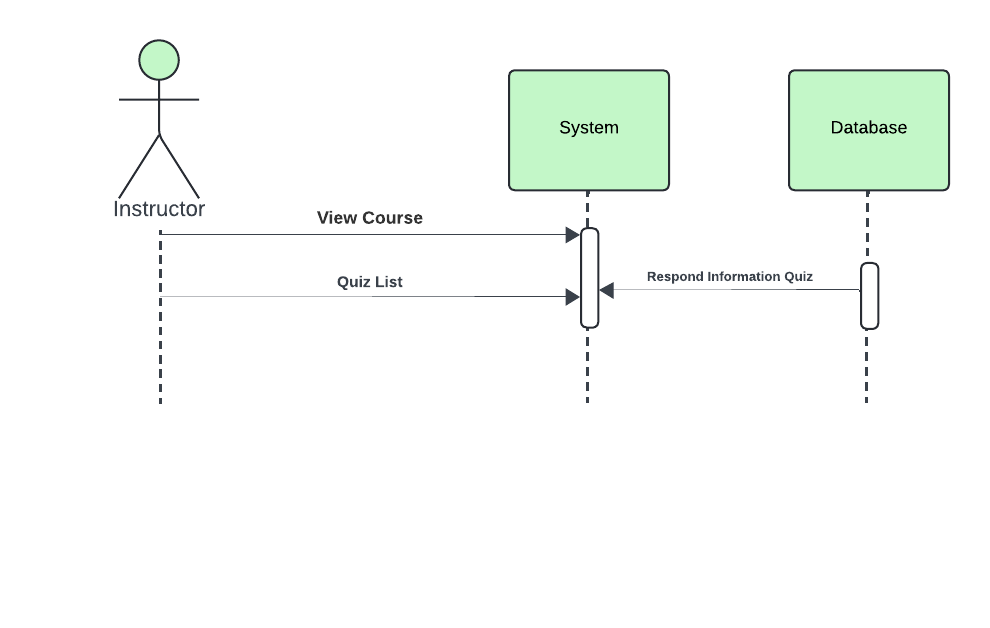 System
Database
Instructor
View Course
Quiz List
Respond Information Quiz